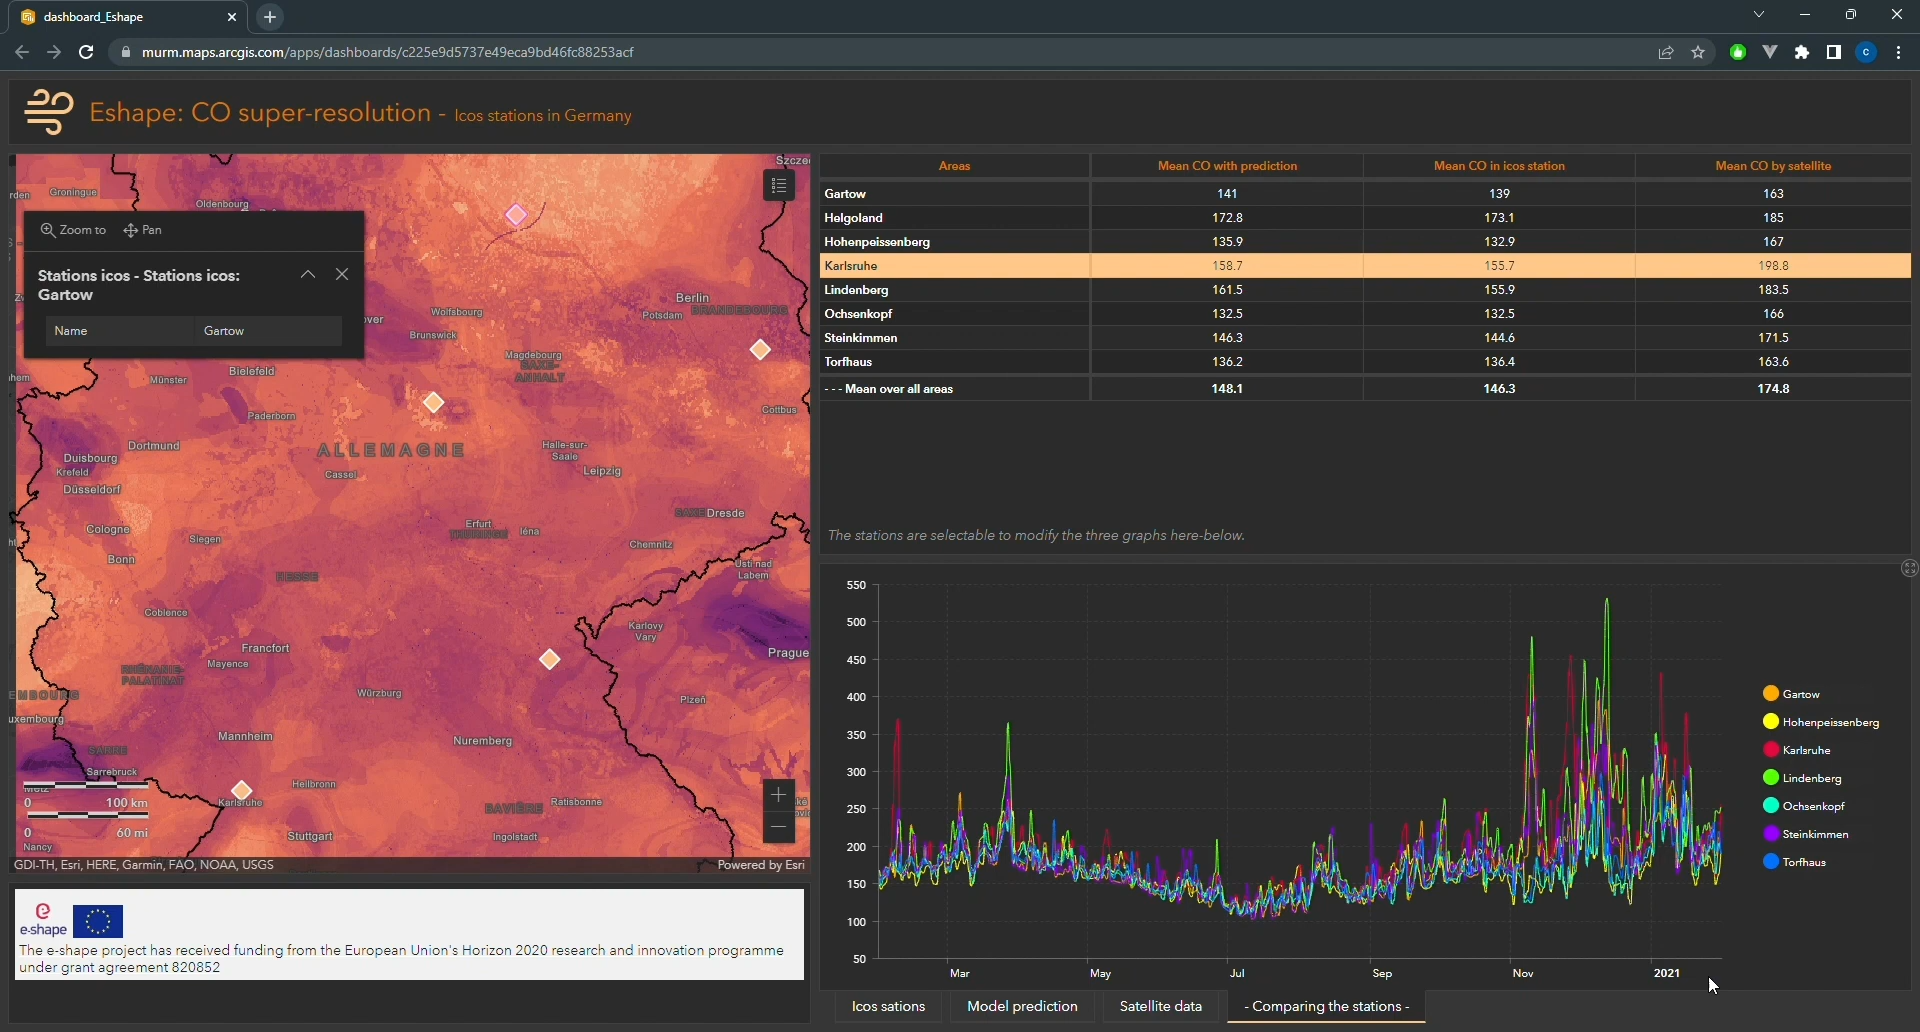 dashboard_Eshape
murm.maps.arcgis.com/apps/dashboards/c225e9d5737e49eca9bd46fc88253acf
Eshape: CO super-resolution - Icos stations in Germany
Groningue
Oldenbourg
Zoom to
Pan
Stations icos - Stations icos:
Gartow
Name Gartow
Wolfsbourg
Brunswick
Berlin
Potsdam
BRANDEBOURG
Magdebourg
SAXE-
ANHALT
Münster
Bielefeld
Paderborn
Cottbus
Dortmund
ALLEMAGNE
Duisbourg
Krefeld
Düsseldorf
Cassel
Halle-sur-
Saale
Leipzig
Cologne
Siegen
Erfurt
THURINGE
Iéna
SAXE
Dresde
Chemnitz
Bonn
HESSE
Ústí nad
Labem
Coblence
Karlovy
Vary
Francfort
Mayence
Prague
RHÉNANIE-
PALATINAT
Würzburg
Plzeň
Mannheim
Nuremberg
SARRE
Sarrebruck
Metz
Heilbronn
Karlsruhe
BAVIÈRE
Ratisbonne
0 100 km
0 60 mi
Stuttgart
Ingolstadt
Nancy
GDI-TH, Esri, HERE, Garmin, FAO, NOAA, USGS
Powered by Esri
e-shape
The e-shape project has received funding from the European Union's Horizon 2020 research and innovation programme
under grant agreement 820852
Areas Mean CO with prediction Mean CO in icos station Mean CO by satellite
Gartow 141 139 163
Helgoland 172.8 173.1 185
Hohenpeissenberg 135.9 132.9 167
Karlsruhe 158.7 155.7 198.8
Lindenberg 161.5 155.9 183.5
Ochsenkopf 132.5 132.5 166
Steinkimmen 146.3 144.6 171.5
Torfhaus 136.2 136.4 163.6
- - - Mean over all areas 148.1 146.3 174.8
The stations are selectable to modify the three graphs here-below.
550
500
450
400
350
300
250
200
150
100
50
Mar May Jul Sep Nov 2021
Gartow
Hohenpeissenberg
Karlsruhe
Lindenberg
Ochsenkopf
Steinkimmen
Torfhaus
Icos sations
Model prediction
Satellite data
- Comparing the stations -